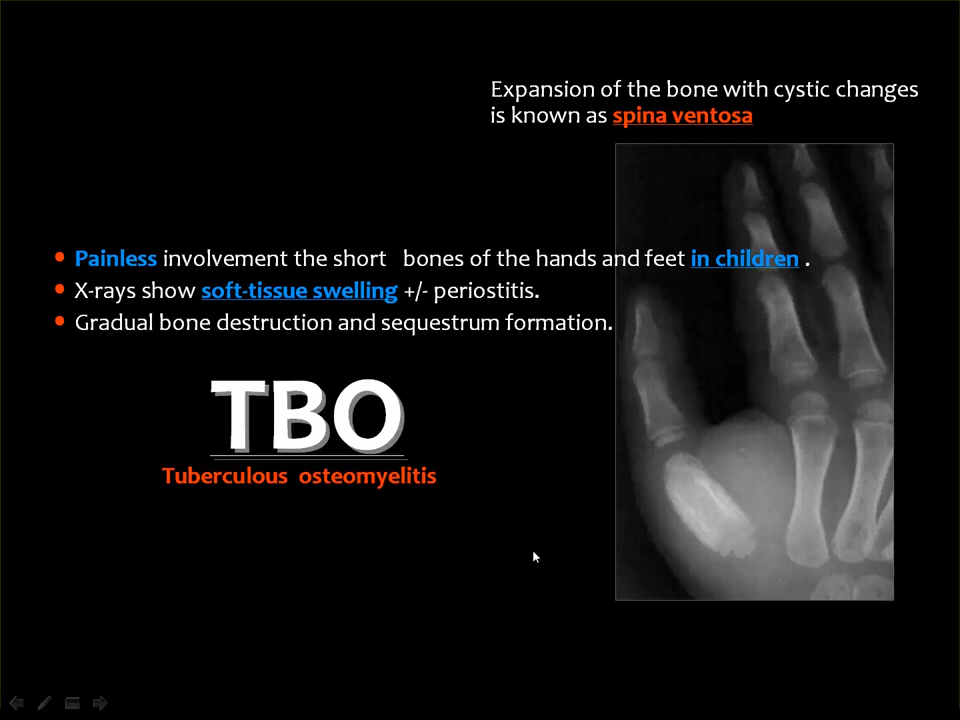 Expansion of the bone with cystic changes
is known as spina ventosa
• Painless involvement the short bones of the hands and feet in children .
• X-rays show soft-tissue swelling +/- periostitis.
• Gradual bone destruction and sequestrum formation.
TBO
Tuberculous osteomyelitis